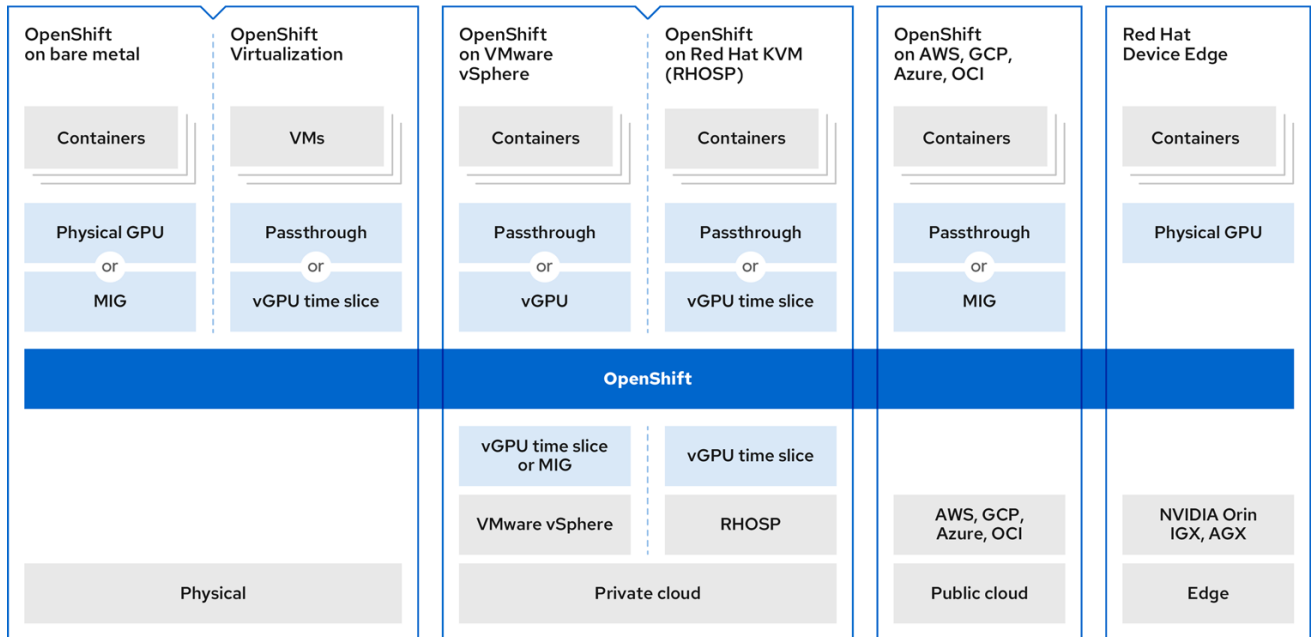 OpenShift
on bare metal
OpenShift
Virtualization
OpenShift
on VMware
vSphere
OpenShift
on Red Hat KVM
(RHOSP)
OpenShift
on AWS, GCP,
Azure, OCI
Red Hat
Device Edge
Containers
VMs
Containers
Containers
Containers
Containers
Physical GPU
Passthrough
Passthrough
Passthrough
Passthrough
Physical GPU
or
or
or
or
or
MIG
vGPU time slice
vGPU
vGPU time slice
MIG
OpenShift
vGPU time slice
or MIG
vGPU time slice
VMware vSphere
RHOSP
AWS, GCP,
Azure, OCI
NVIDIA Orin
IGX, AGX
Physical
Private cloud
Public cloud
Edge